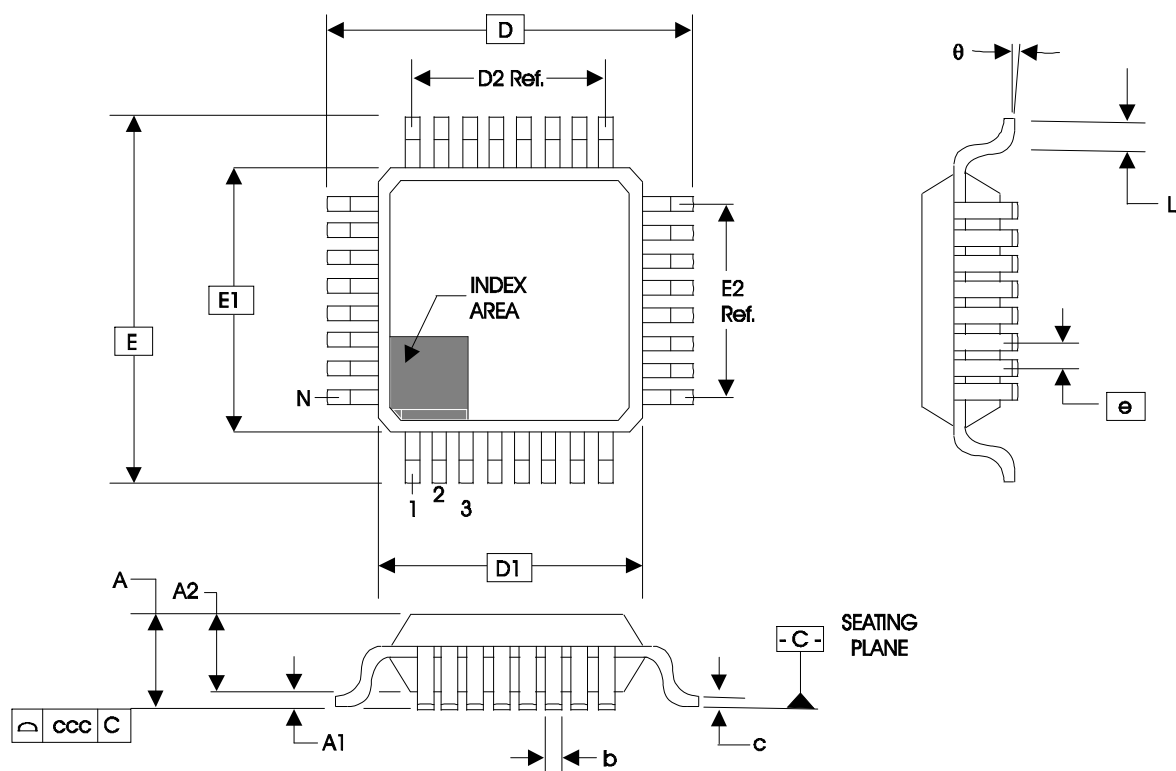 D
D2 Ref.
θ
L
E1
E
INDEX
AREA
E2
Ref.
N
e
1
2
3
D1
A
A2
- C -
SEATING
PLANE
ccc C
A1
b
c